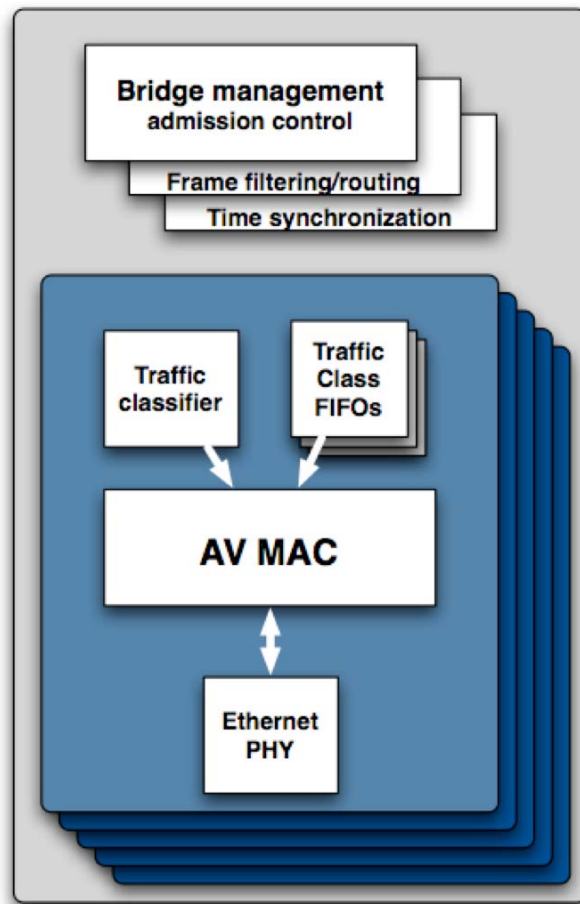 Bridge management
admission control
Frame filtering/routing
Time synchronization
Traffic
classifier
Traffic
Class
FIFOs
AV MAC
Ethernet
PHY